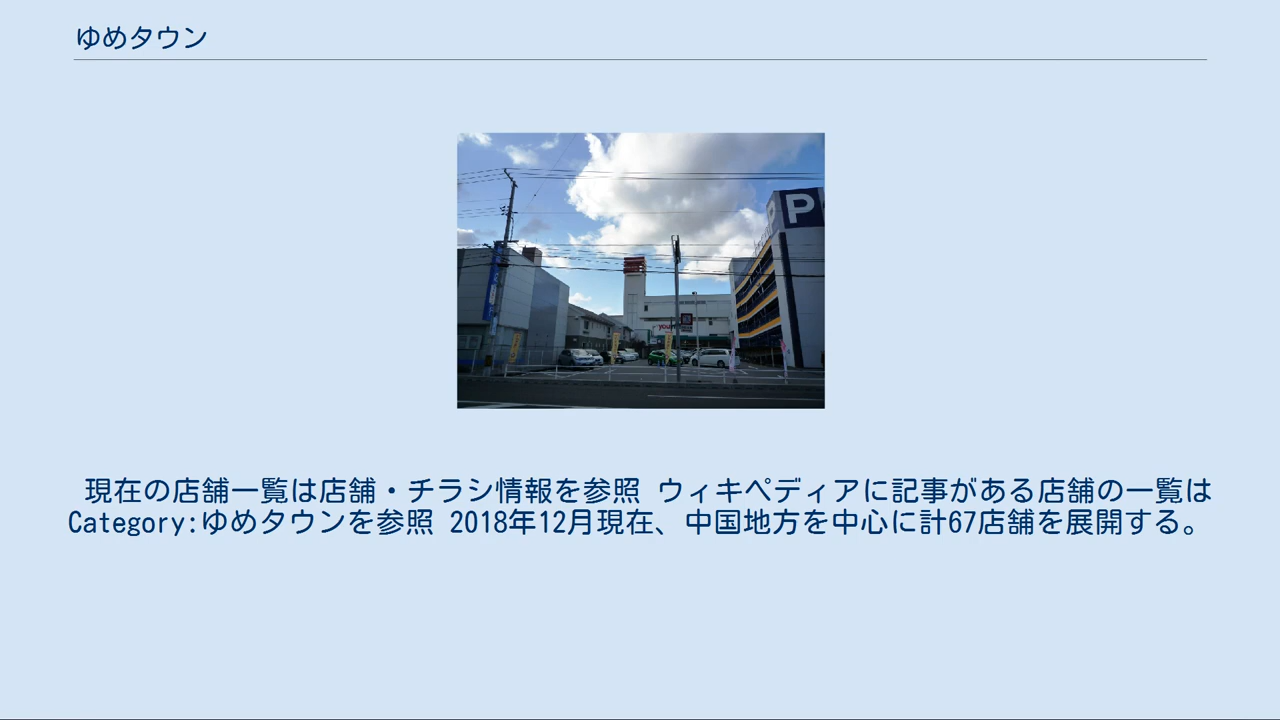 ゆめタウン
P
現在の店舗一覧は店舗・チラシ情報を参照 ウィキペディアに記事がある店舗の一覧は
Category:ゆめタウンを参照 2018年12月現在、中国地方を中心に計67店舗を展開する。